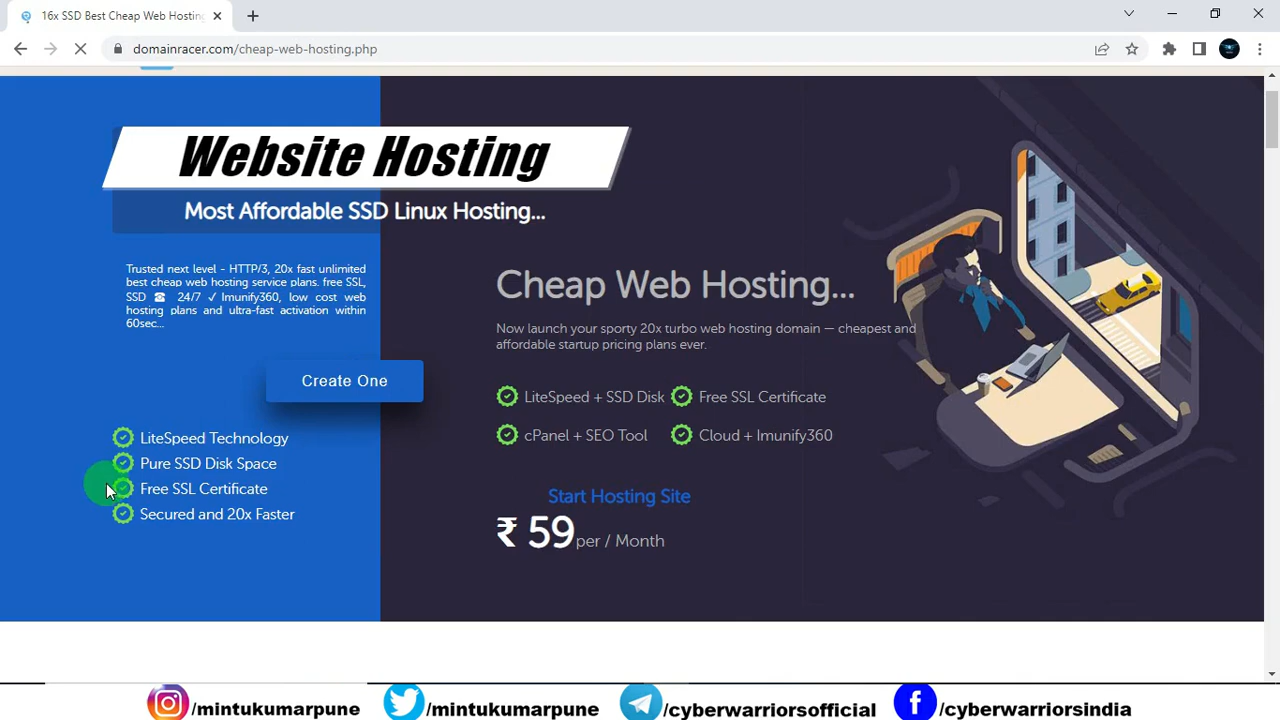 16x SSD Best Cheap Web Hosting
domainracer.com/cheap-web-hosting.php
Website Hosting
Most Affordable SSD Linux Hosting...
Trusted next level - HTTP/3, 20x fast unlimited
best cheap web hosting service plans. free SSL,
SSD ☎ 24/7 ✓ Imunify360, low cost web
hosting plans and ultra-fast activation within
60sec...
Create One
LiteSpeed Technology
Pure SSD Disk Space
Free SSL Certificate
Secured and 20x Faster
Cheap Web Hosting...
Now launch your sporty 20x turbo web hosting domain — cheapest and
affordable startup pricing plans ever.
LiteSpeed + SSD Disk Free SSL Certificate
cPanel + SEO Tool Cloud + Imunify360
Start Hosting Site
₹ 59 per / Month
/mintukumarpune /mintukumarpune /cyberwarriorsofficial /cyberwarriorsindia